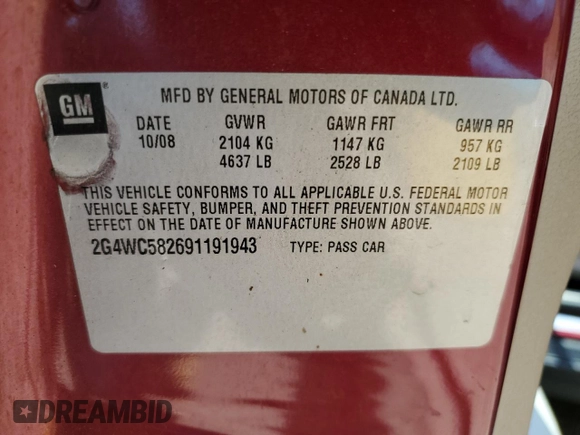 GM ®
MFD BY GENERAL MOTORS OF CANADA LTD.
DATE GVWR GAWR FRT GAWR RR
10/08 2104 KG 1147 KG 957 KG
4637 LB 2528 LB 2109 LB
THIS VEHICLE CONFORMS TO ALL APPLICABLE U.S. FEDERAL MOTOR
VEHICLE SAFETY, BUMPER, AND THEFT PREVENTION STANDARDS IN
EFFECT ON THE DATE OF MANUFACTURE SHOWN ABOVE.
2G4WC582691191943 TYPE: PASS CAR
DREAMBID